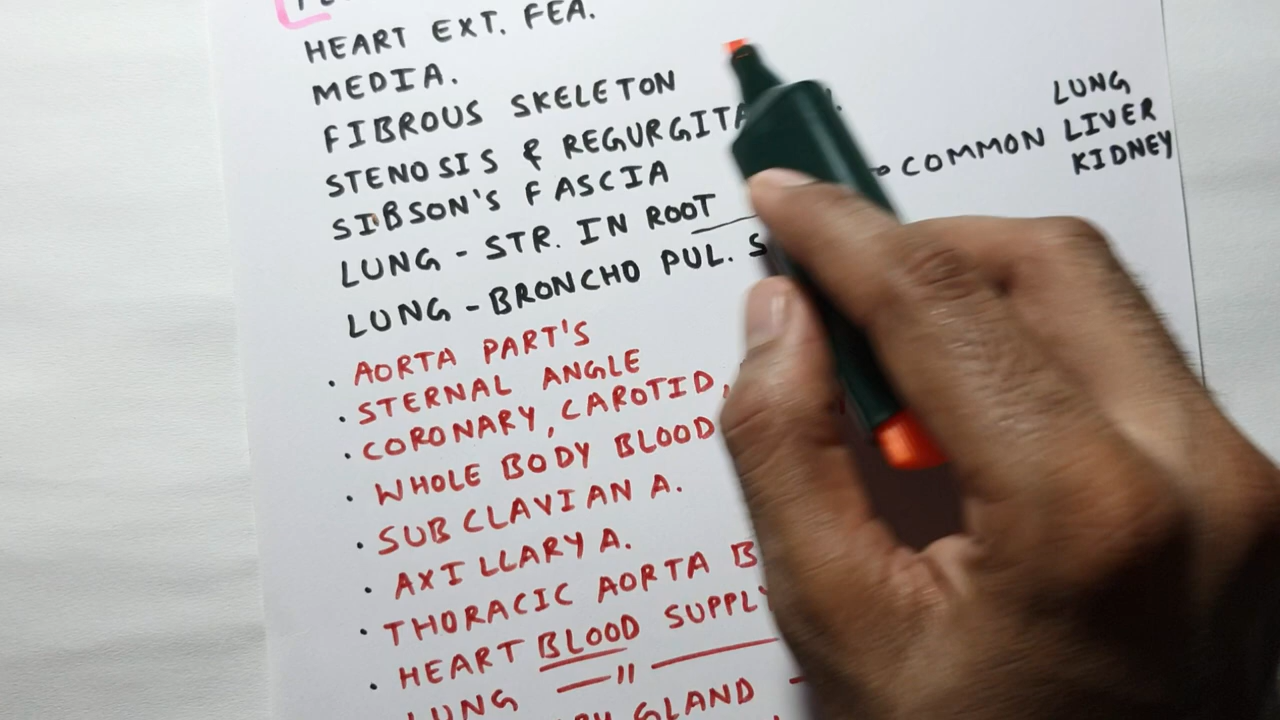 HEART EXT. FEA.
MEDIA.
FIBROUS SKELETON
STENOSIS & REGURGITA
SIBSON'S FASCIA
LUNG - STR. IN ROOT COMMON LUNG
LIVER
KIDNEY
LUNG - BRONCHO PUL. S
. AORTA PART'S
. STERNAL ANGLE
. CORONARY, CAROTID,
. WHOLE BODY BLOOD
. SUBCLAVIAN A.
. AXILLARY A.
. THORACIC AORTA B
. HEART BLOOD SUPPLY
LUNG — " —
GLAND —